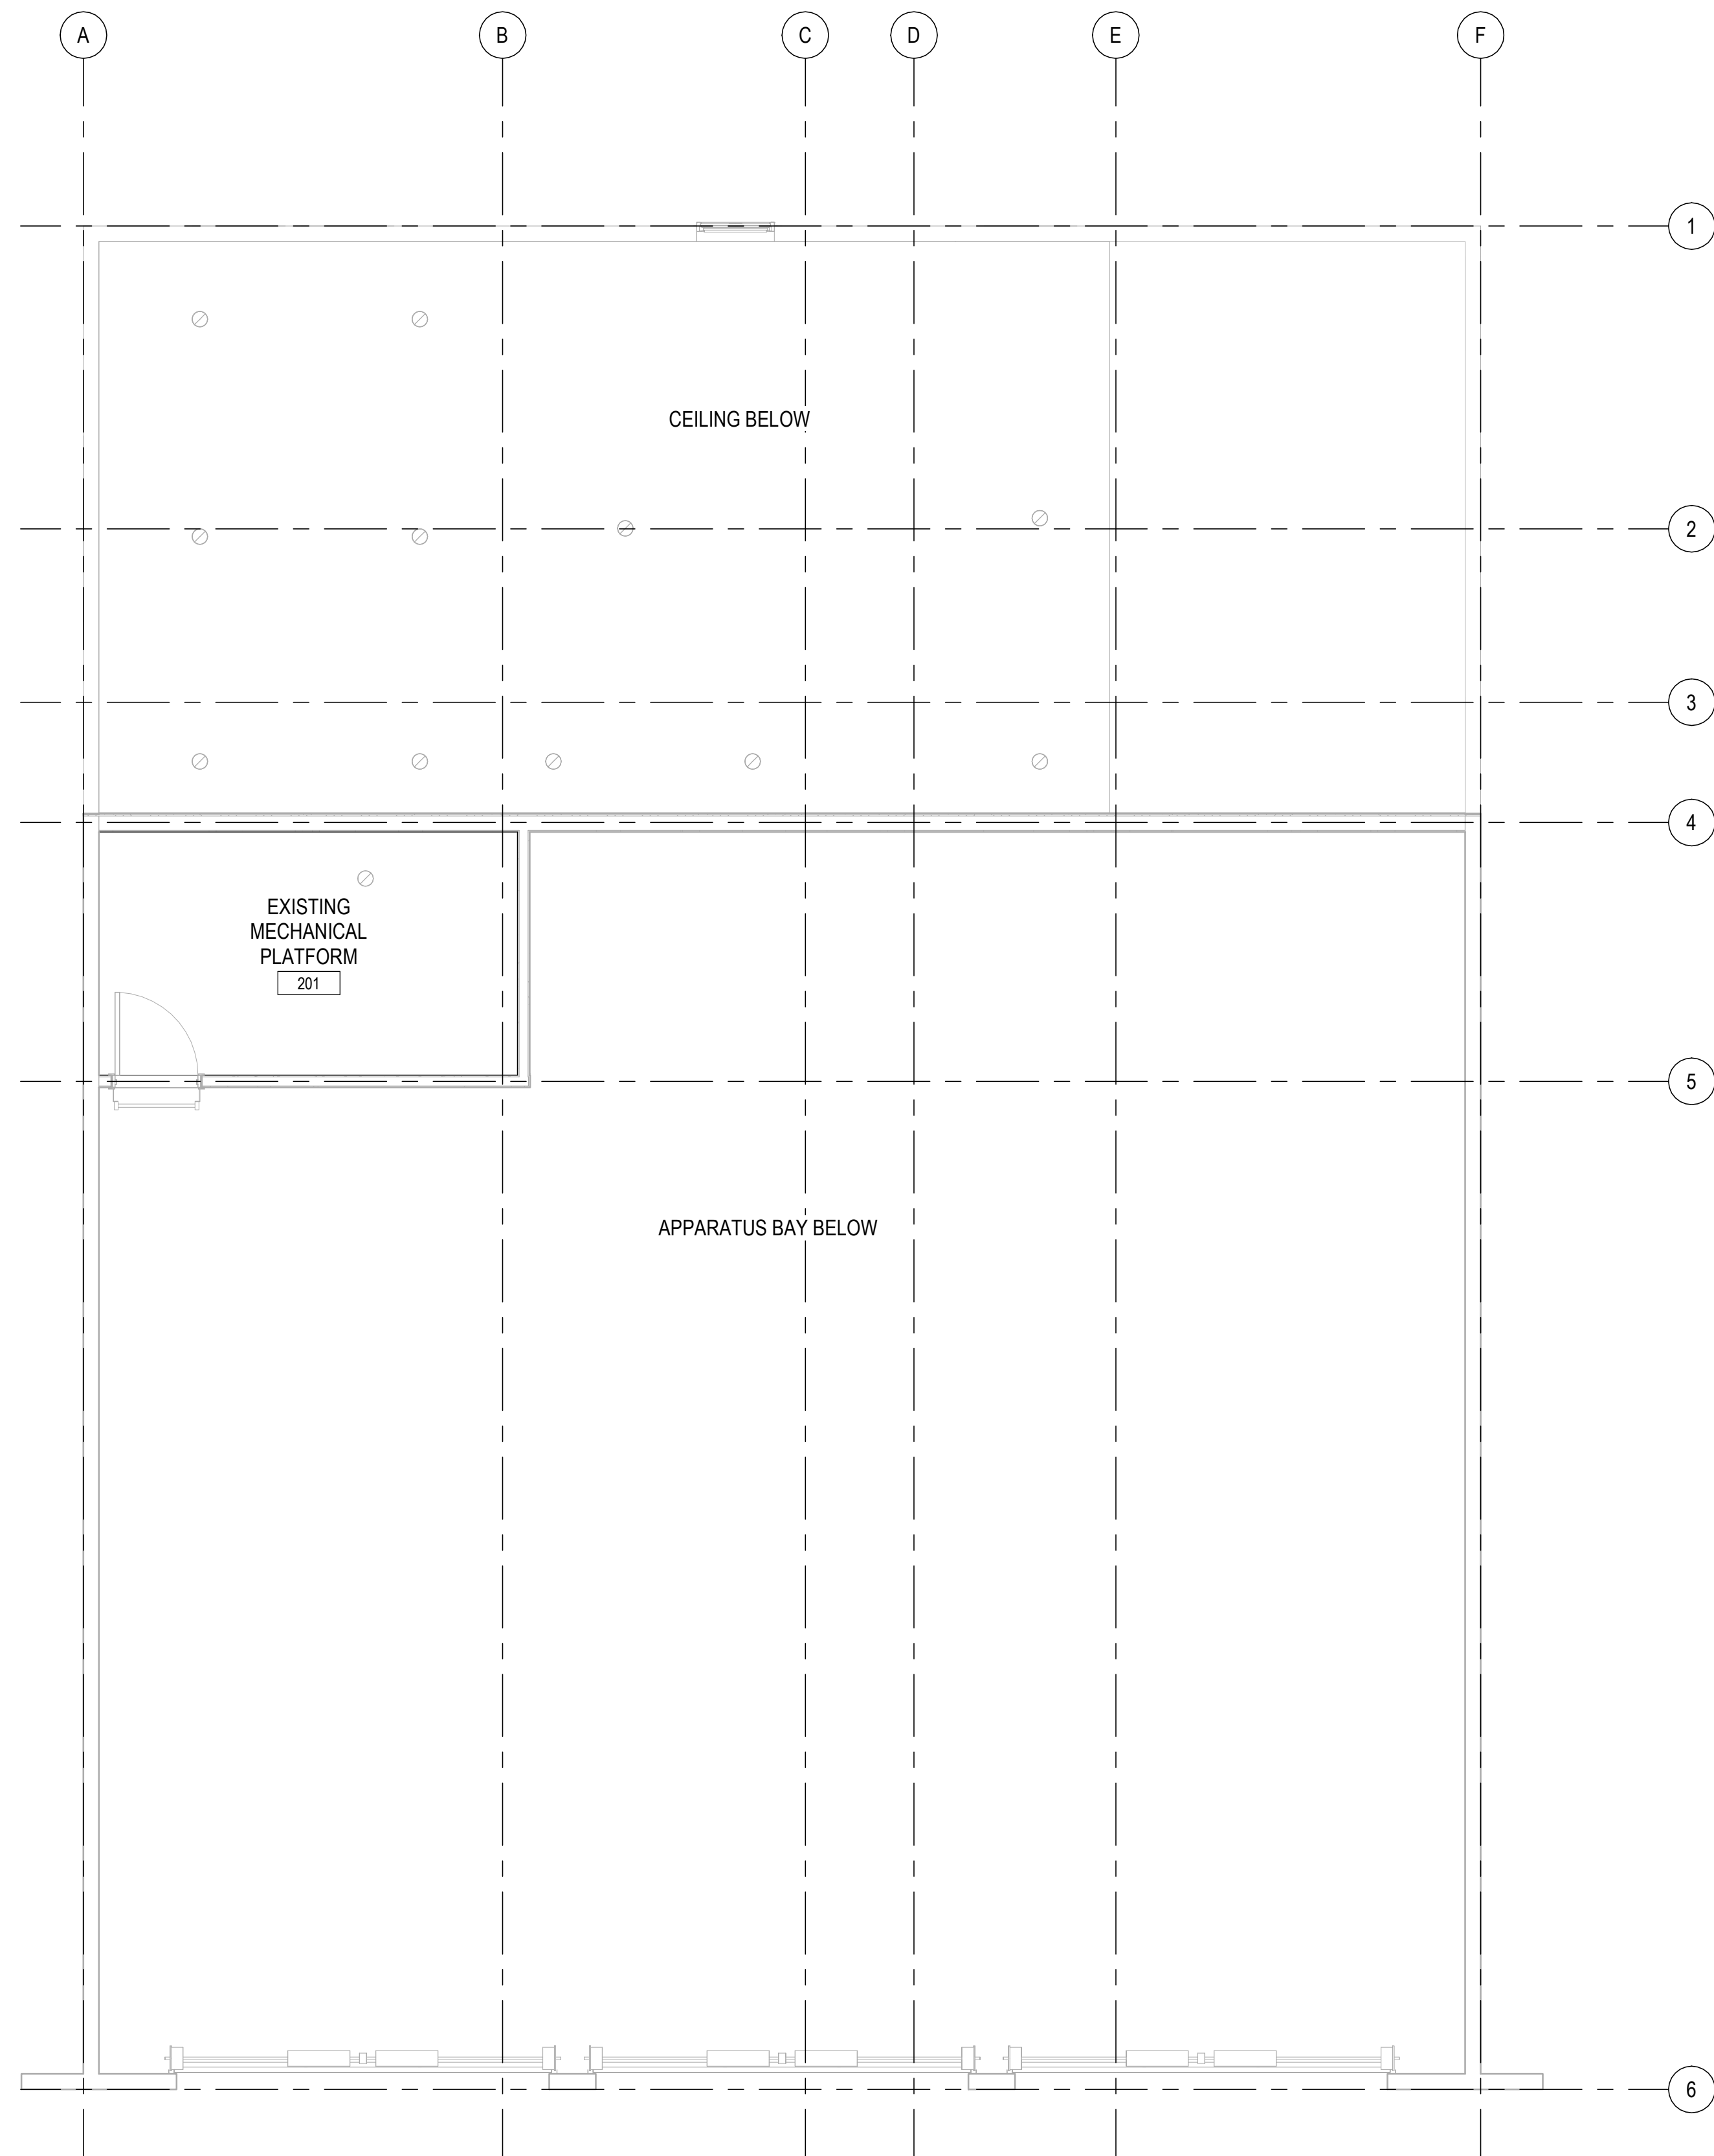 A
B
C
D
E
F
1
CEILING BELOW
2
3
4
EXISTING
MECHANICAL
PLATFORM
201
5
APPARATUS BAY BELOW
6